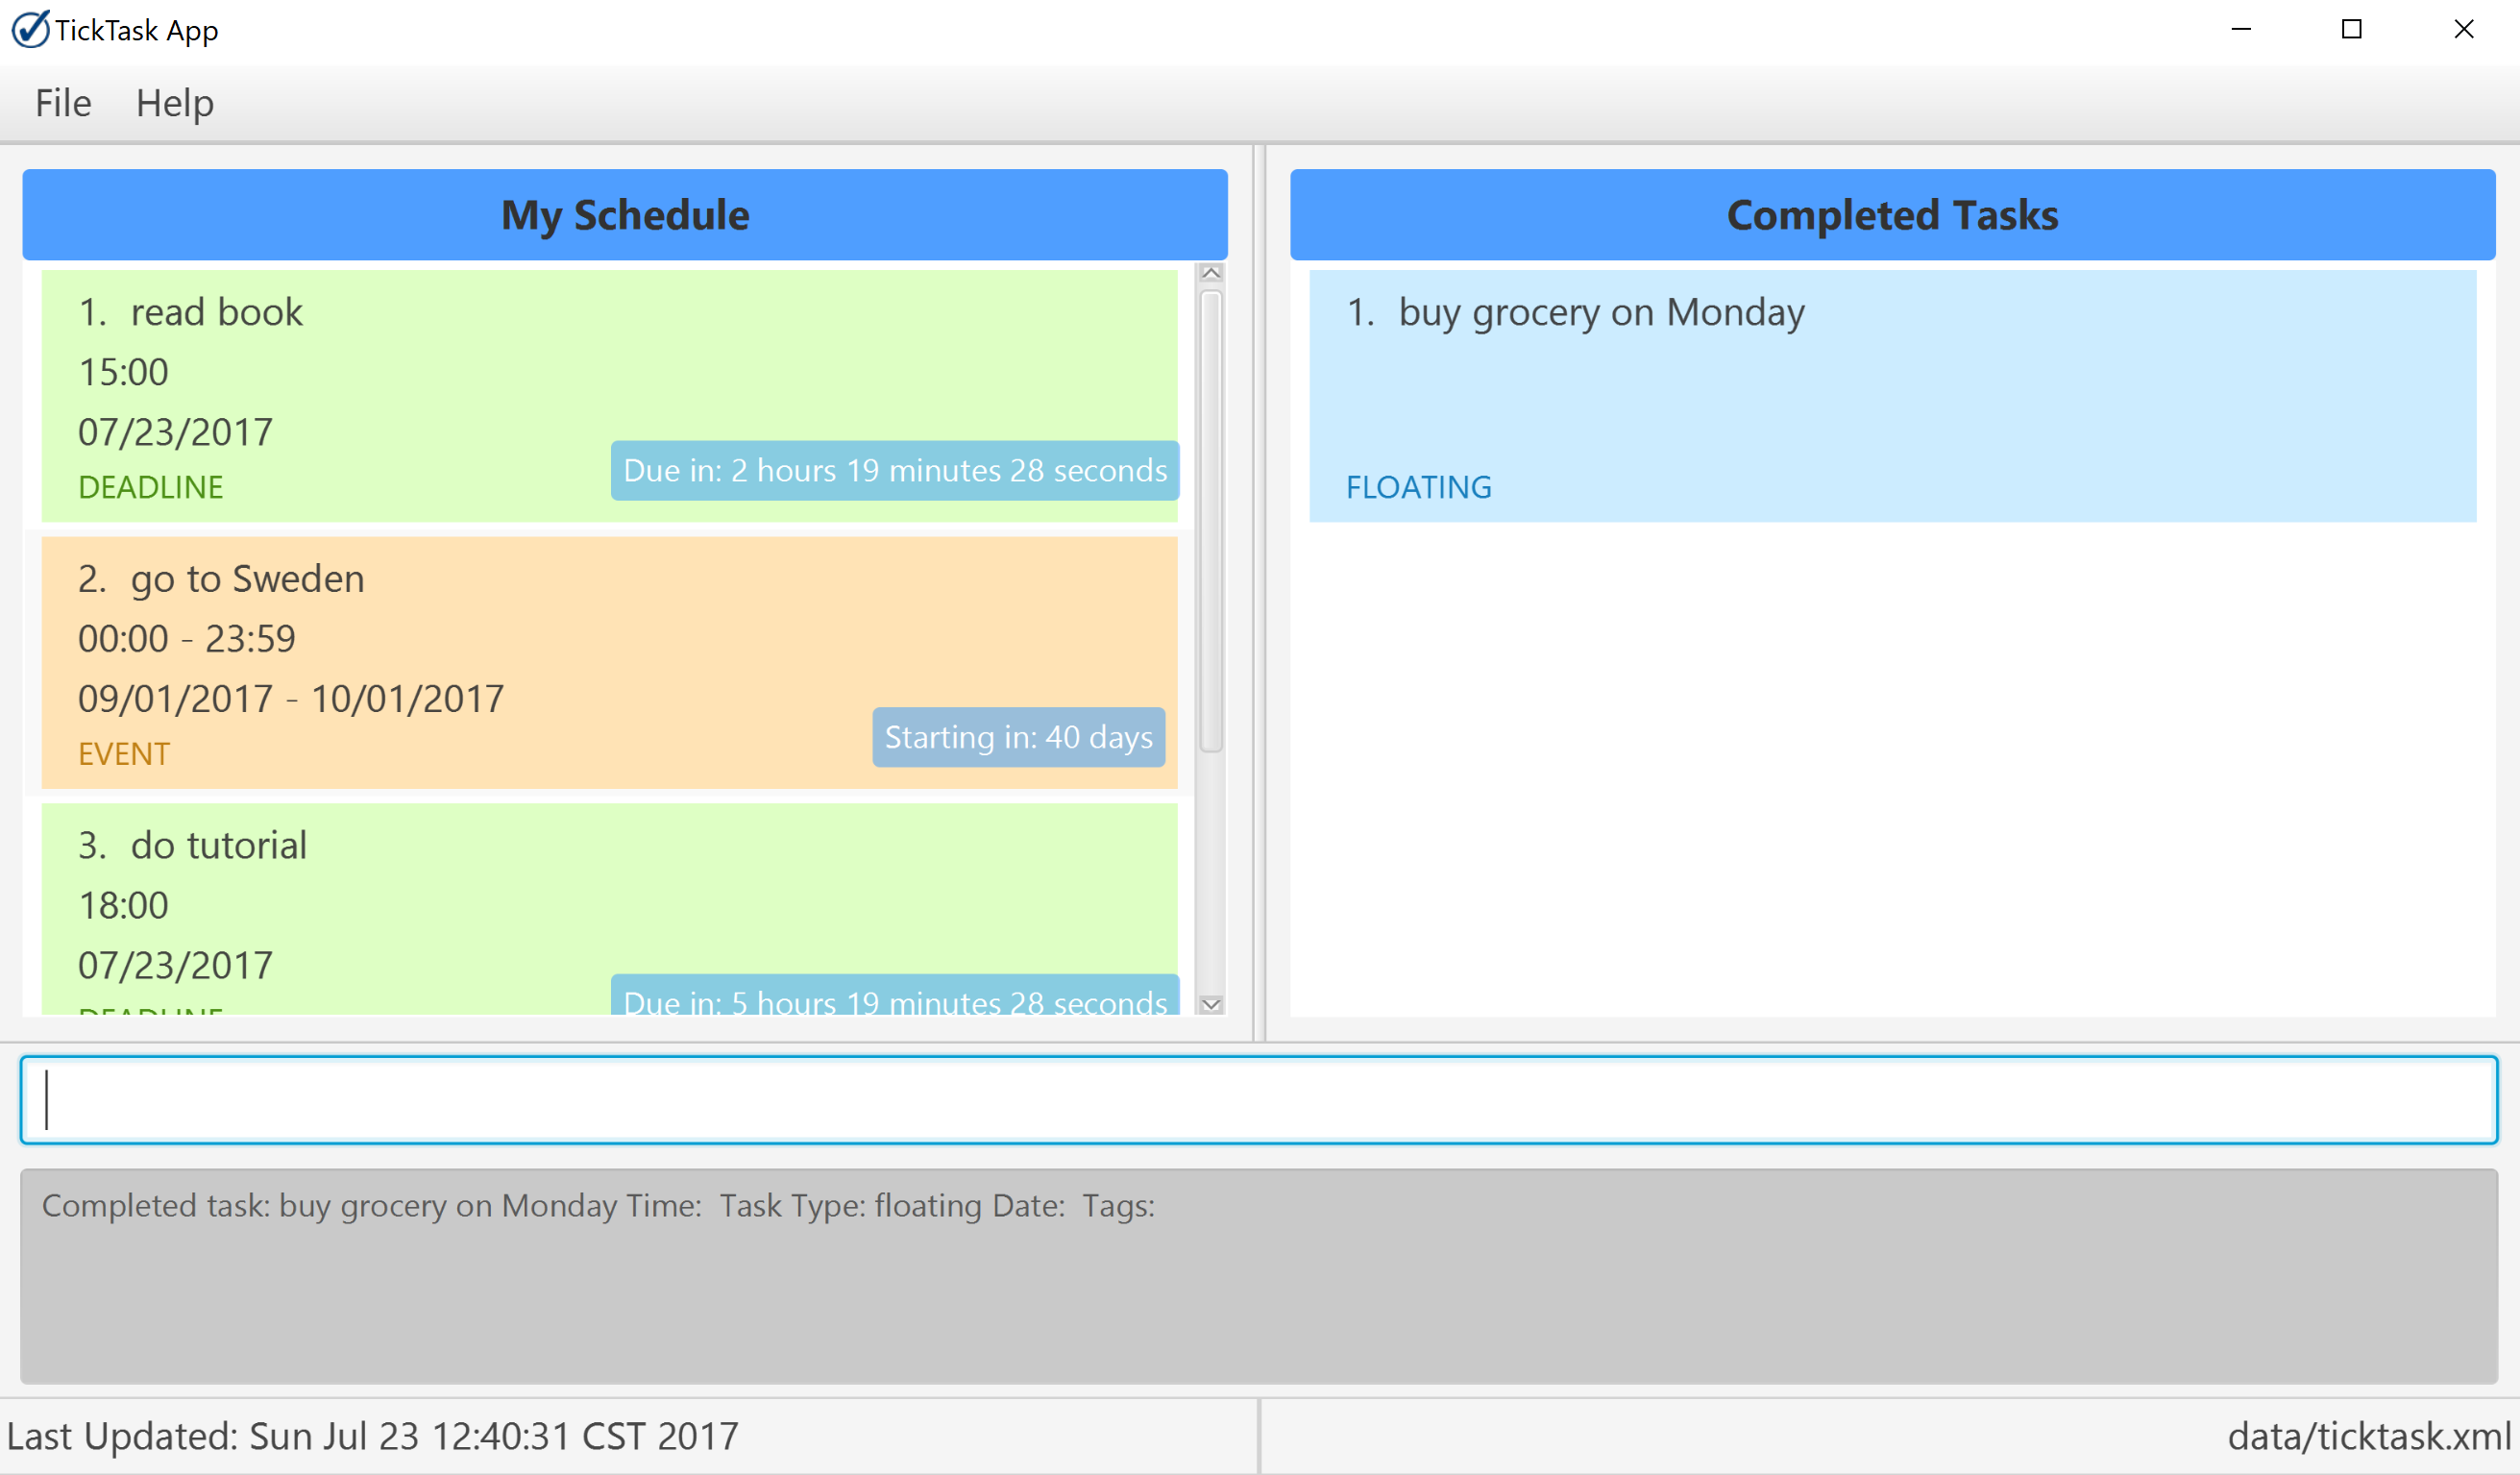 TickTask App
File Help
My Schedule
1. read book
15:00
07/23/2017
Due in: 2 hours 19 minutes 28 seconds
DEADLINE
2. go to Sweden
00:00 - 23:59
09/01/2017 - 10/01/2017
Starting in: 40 days
EVENT
3. do tutorial
18:00
07/23/2017
Due in: 5 hours 19 minutes 28 seconds
DEADLINE
Completed Tasks
1. buy grocery on Monday
FLOATING
Completed task: buy grocery on Monday Time:  Task Type: floating Date:  Tags:
Last Updated: Sun Jul 23 12:40:31 CST 2017
data/ticktask.xml